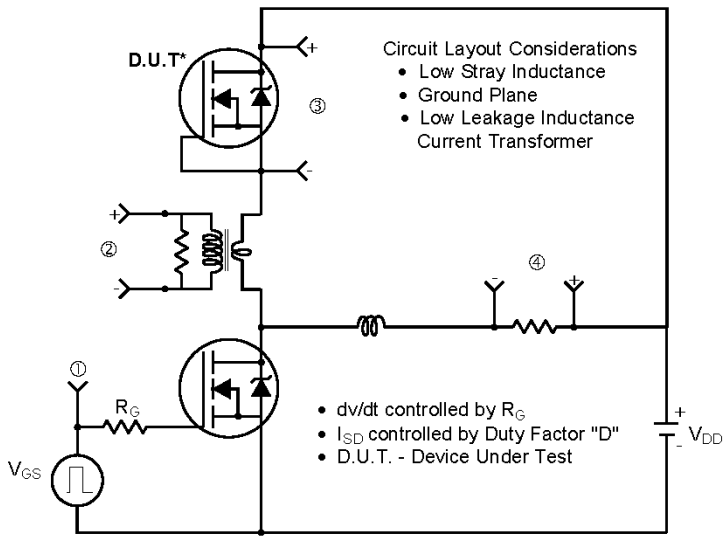 D.U.T*
+
Circuit Layout Considerations
• Low Stray Inductance
• Ground Plane
• Low Leakage Inductance
Current Transformer
③
-
+
②
-
④
-
+
①
R_G
V_GS
• dv/dt controlled by R_G
• I_SD controlled by Duty Factor "D"
• D.U.T. - Device Under Test
+
V_DD
-